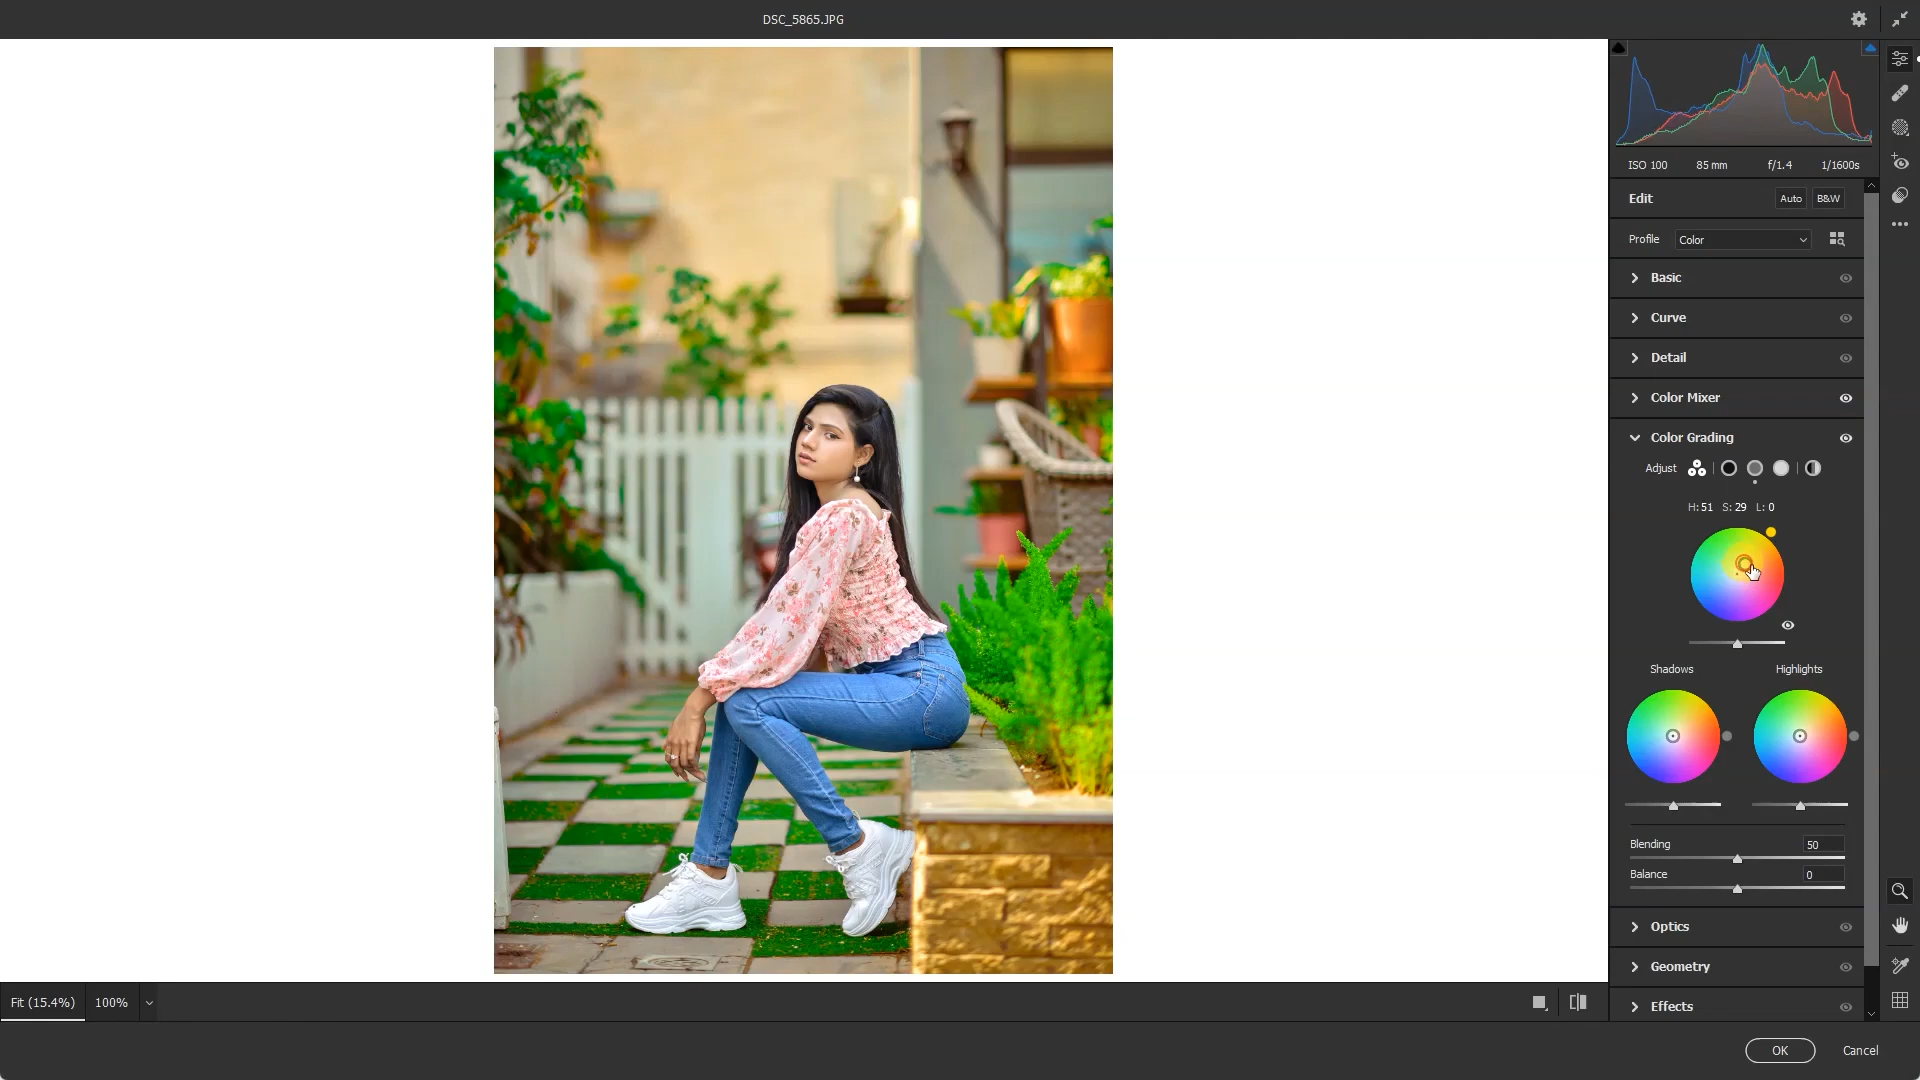 DSC_5865.JPG
ISO 100 85 mm f/1.4 1/1600s
Edit Auto B&W
Profile Color
Basic
Curve
Detail
Color Mixer
Color Grading
Adjust
H: 51 S: 29 L: 0
Shadows Highlights
Blending 50
Balance 0
Optics
Geometry
Effects
Fit (15.4%) 100%
OK Cancel